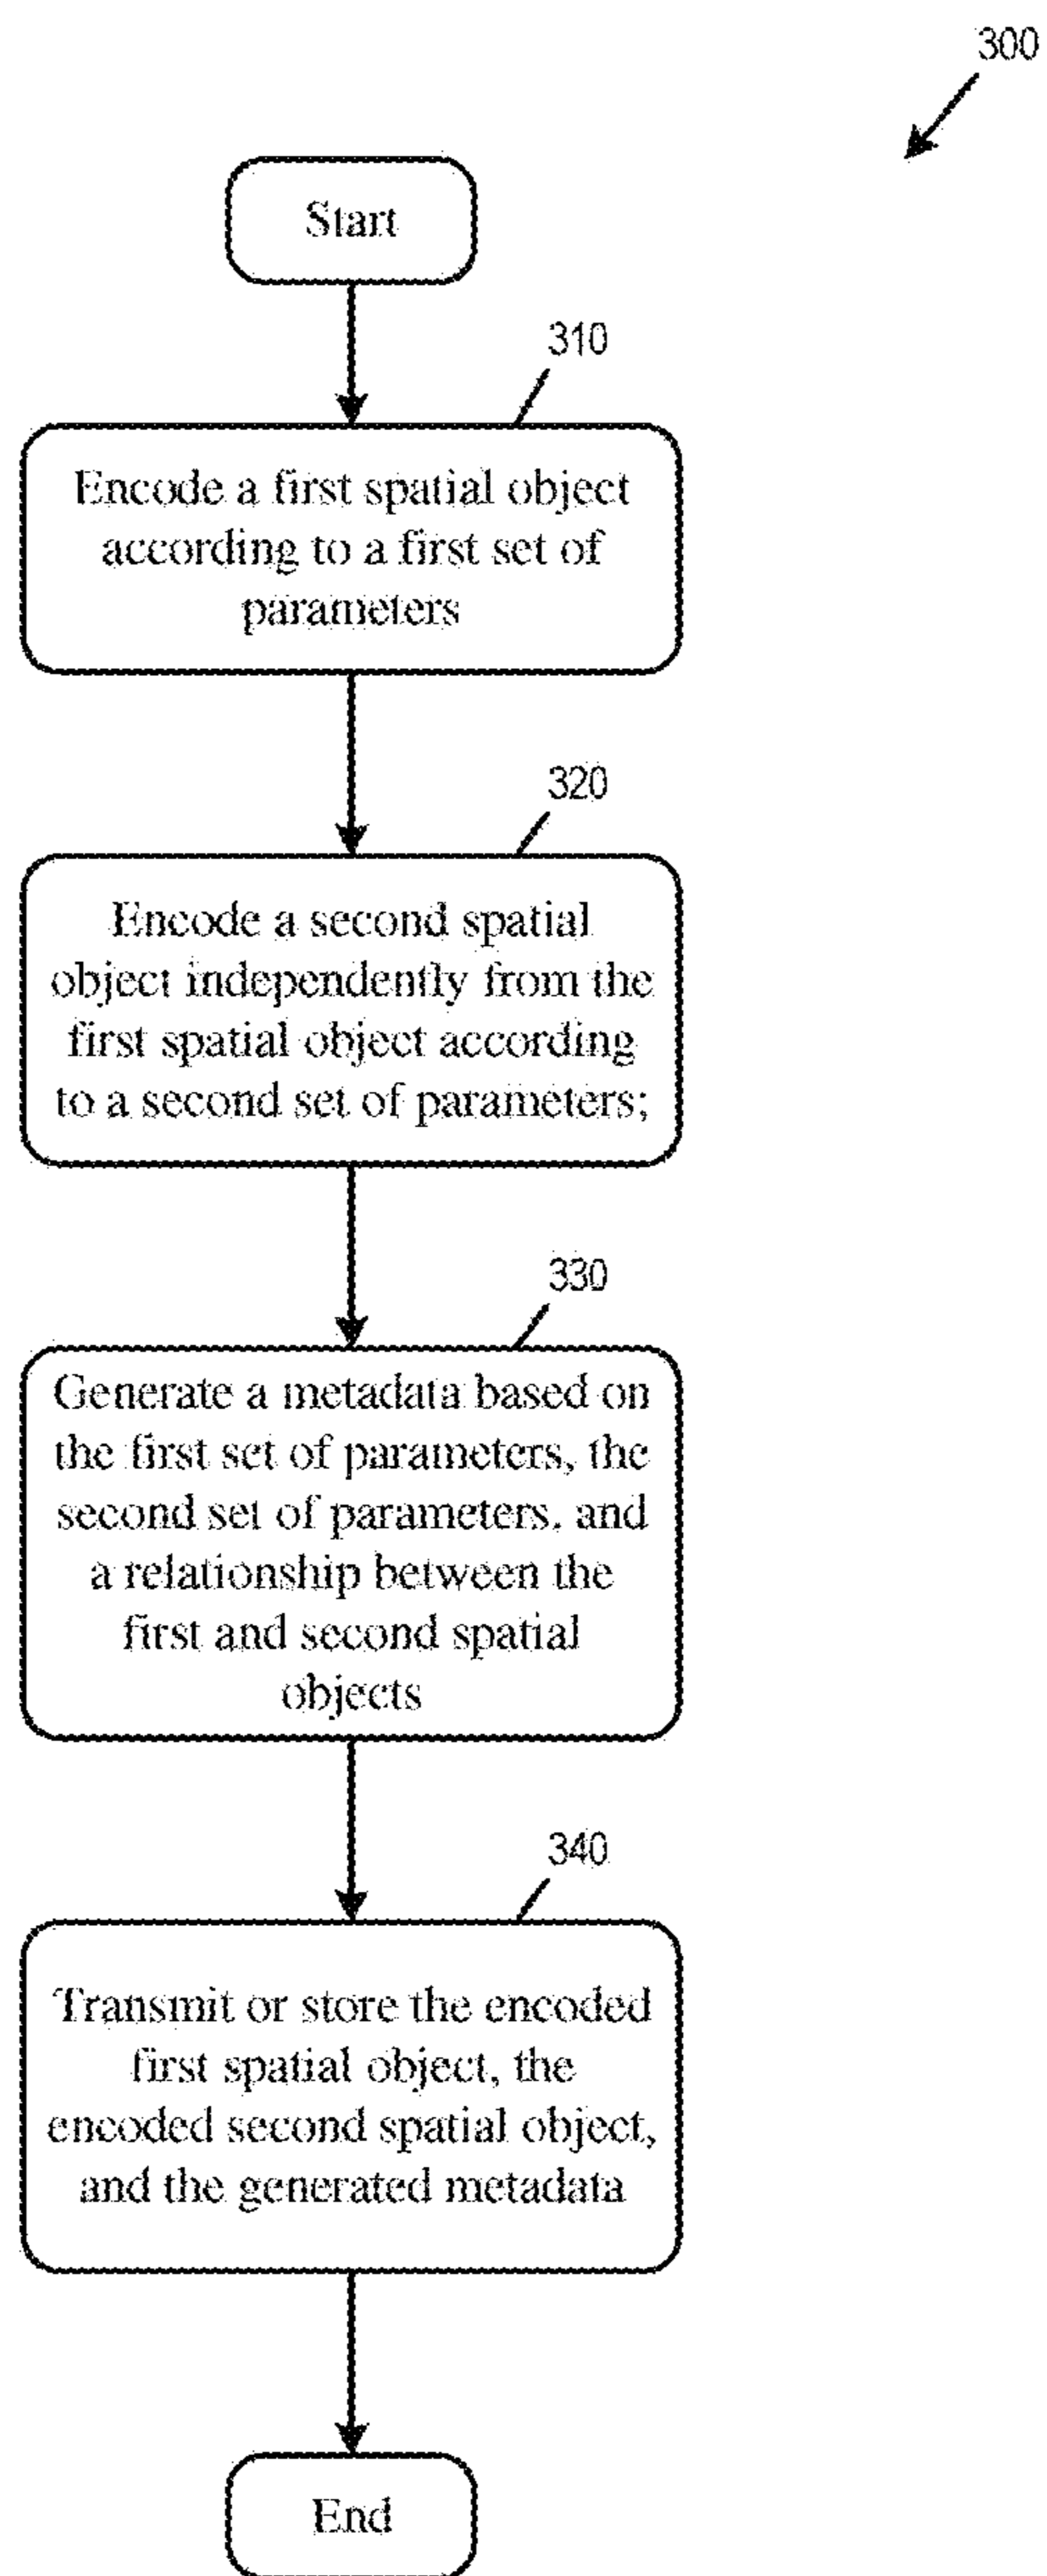 300
Start
310
Encode a first spatial object
according to a first set of
parameters
320
Encode a second spatial
object independently from the
first spatial object according
to a second set of parameters;
330
Generate a metadata based on
the first set of parameters, the
second set of parameters, and
a relationship between the
first and second spatial
objects
340
Transmit or store the encoded
first spatial object, the
encoded second spatial object,
and the generated metadata
End